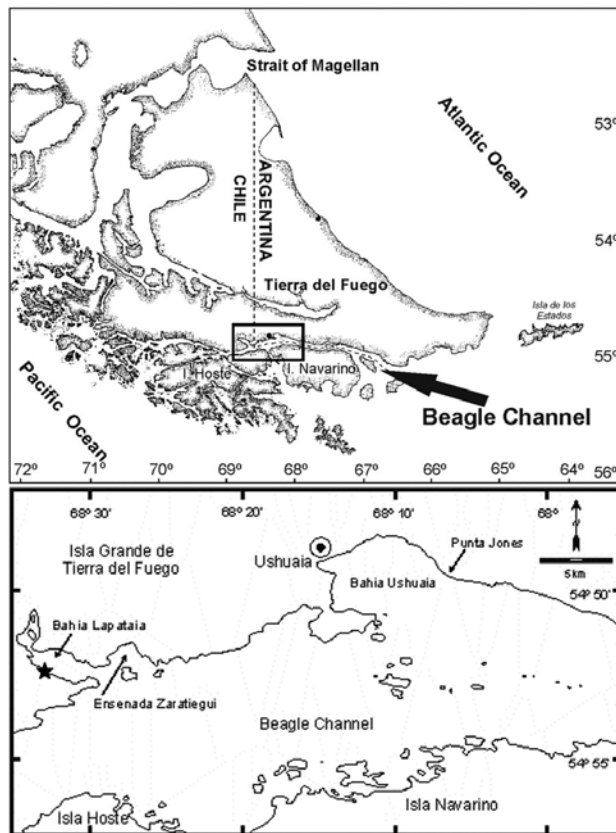 Strait of Magellan
Atlantic Ocean
53º
ARGENTINA
CHILE
54º
Tierra del Fuego
Isla de los
Estados
55º
I. Hoste
I. Navarino
Pacific Ocean
Beagle Channel
72º
71º
70º
69º
68º
67º
66º
65º
64º
56º
68º 30'
68º 20'
68º 10'
68º
Isla Grande de
Tierra del Fuego
Ushuaia
Punta Jones
5km
Bahia Ushuaia
54º 50'
Bahia Lapataia
Ensenada Zaratiegui
Beagle Channel
54º 55'
Isla Hoste
Isla Navarino